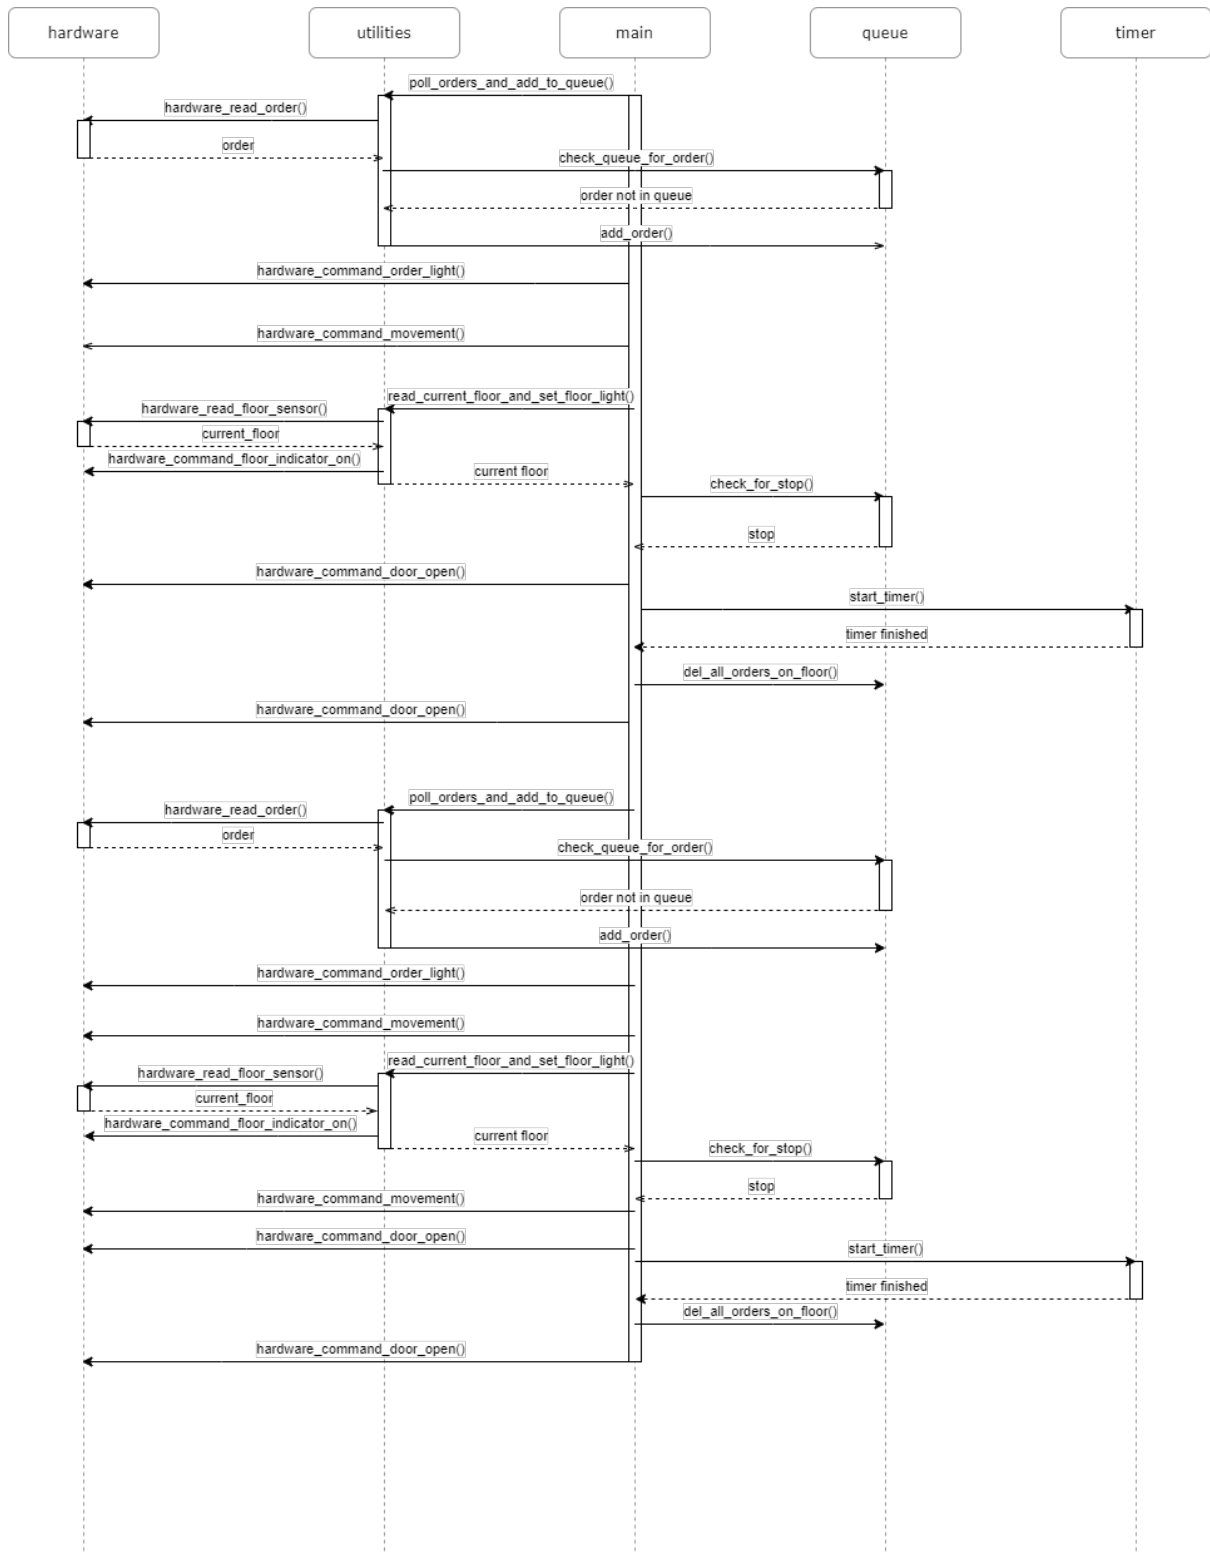 hardware
utilities
main
queue
timer
poll_orders_and_add_to_queue()
hardware_read_order()
order
check_queue_for_order()
order not in queue
add_order()
hardware_command_order_light()
hardware_command_movement()
read_current_floor_and_set_floor_light()
hardware_read_floor_sensor()
current_floor
hardware_command_floor_indicator_on()
current floor
check_for_stop()
stop
hardware_command_door_open()
start_timer()
timer finished
del_all_orders_on_floor()
hardware_command_door_open()
poll_orders_and_add_to_queue()
hardware_read_order()
order
check_queue_for_order()
order not in queue
add_order()
hardware_command_order_light()
hardware_command_movement()
read_current_floor_and_set_floor_light()
hardware_read_floor_sensor()
current_floor
hardware_command_floor_indicator_on()
current floor
check_for_stop()
stop
hardware_command_movement()
hardware_command_door_open()
start_timer()
timer finished
del_all_orders_on_floor()
hardware_command_door_open()